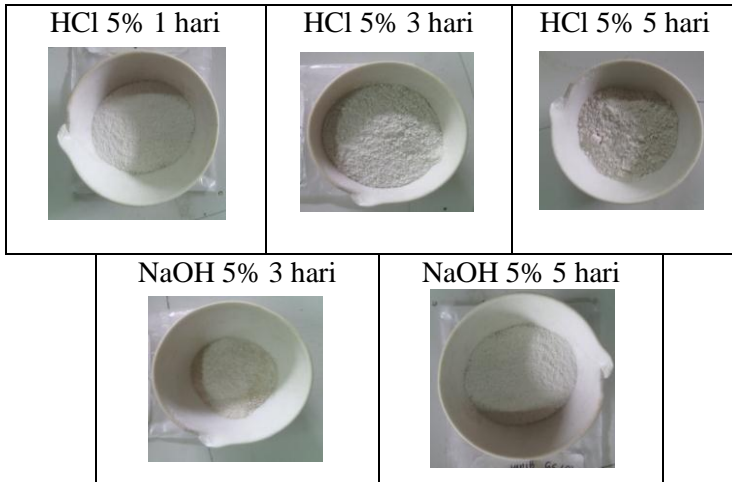 HCl 5% 1 hari
HCl 5% 3 hari
HCl 5% 5 hari
NaOH 5% 3 hari
NaOH 5% 5 hari